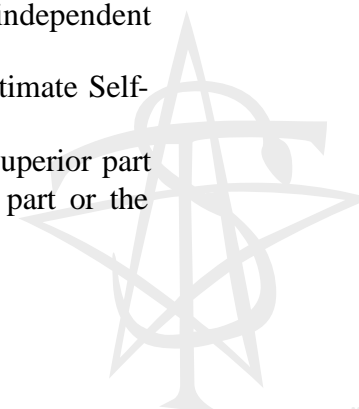 independent
timate Self-
uperior part
part or the